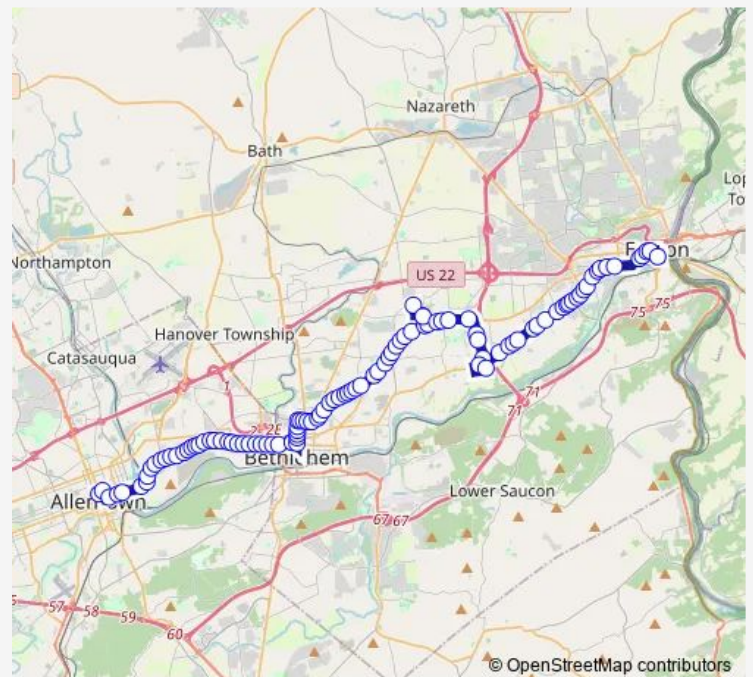 Nazareth
Bath
Northampton
US 22
Hanover Township
Catasauqua
1
75 75
71
71
Bethlehem
Lower Saucon
67 67
57 58 59
60
© OpenStreetMap contributors